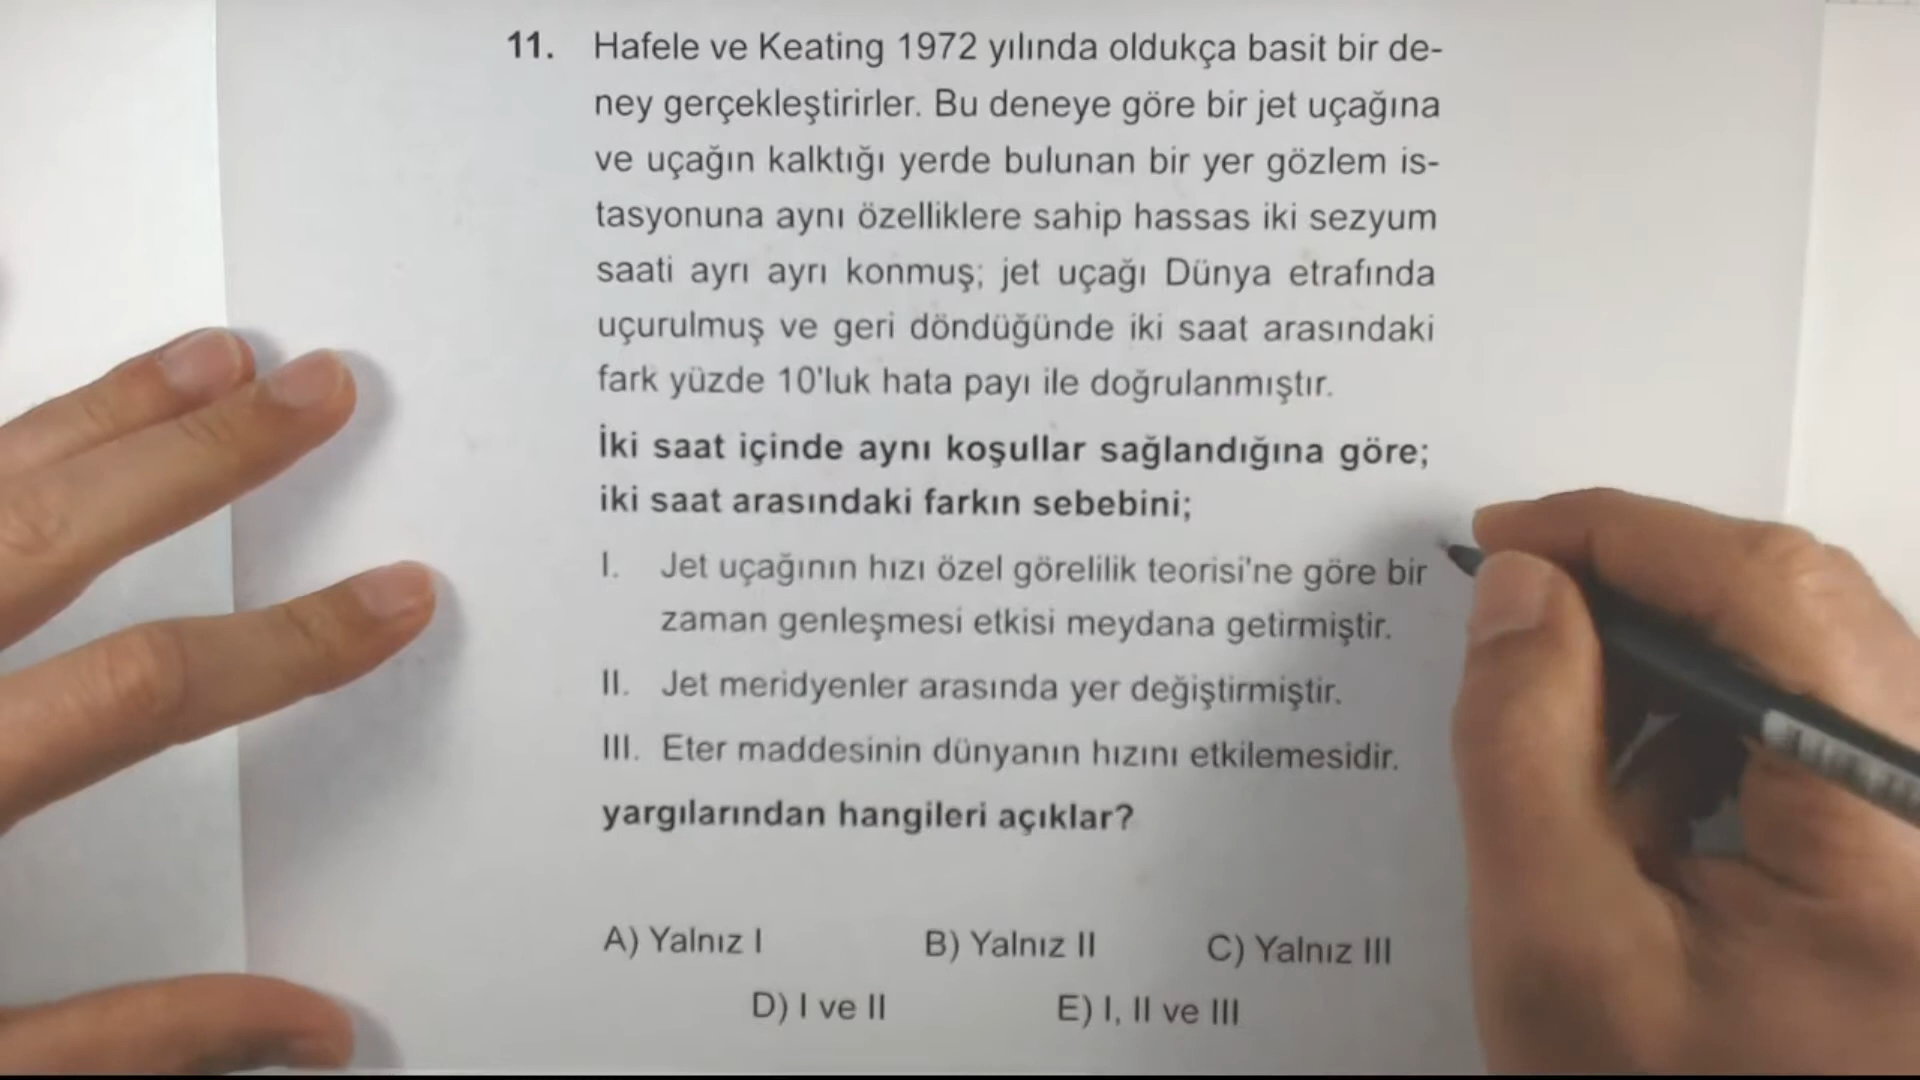 11. Hafele ve Keating 1972 yılında oldukça basit bir de-
ney gerçekleştirirler. Bu deneye göre bir jet uçağına
ve uçağın kalktığı yerde bulunan bir yer gözlem is-
tasyonuna aynı özelliklere sahip hassas iki sezyum
saati ayrı ayrı konmuş; jet uçağı Dünya etrafında
uçurulmuş ve geri döndüğünde iki saat arasındaki
fark yüzde 10'luk hata payı ile doğrulanmıştır.
İki saat içinde aynı koşullar sağlandığına göre;
iki saat arasındaki farkın sebebini;
I. Jet uçağının hızı özel görelilik teorisi'ne göre bir
zaman genleşmesi etkisi meydana getirmiştir.
II. Jet meridyenler arasında yer değiştirmiştir.
III. Eter maddesinin dünyanın hızını etkilemesidir.
yargılarından hangileri açıklar?
A) Yalnız I B) Yalnız II C) Yalnız III
D) I ve II E) I, II ve III